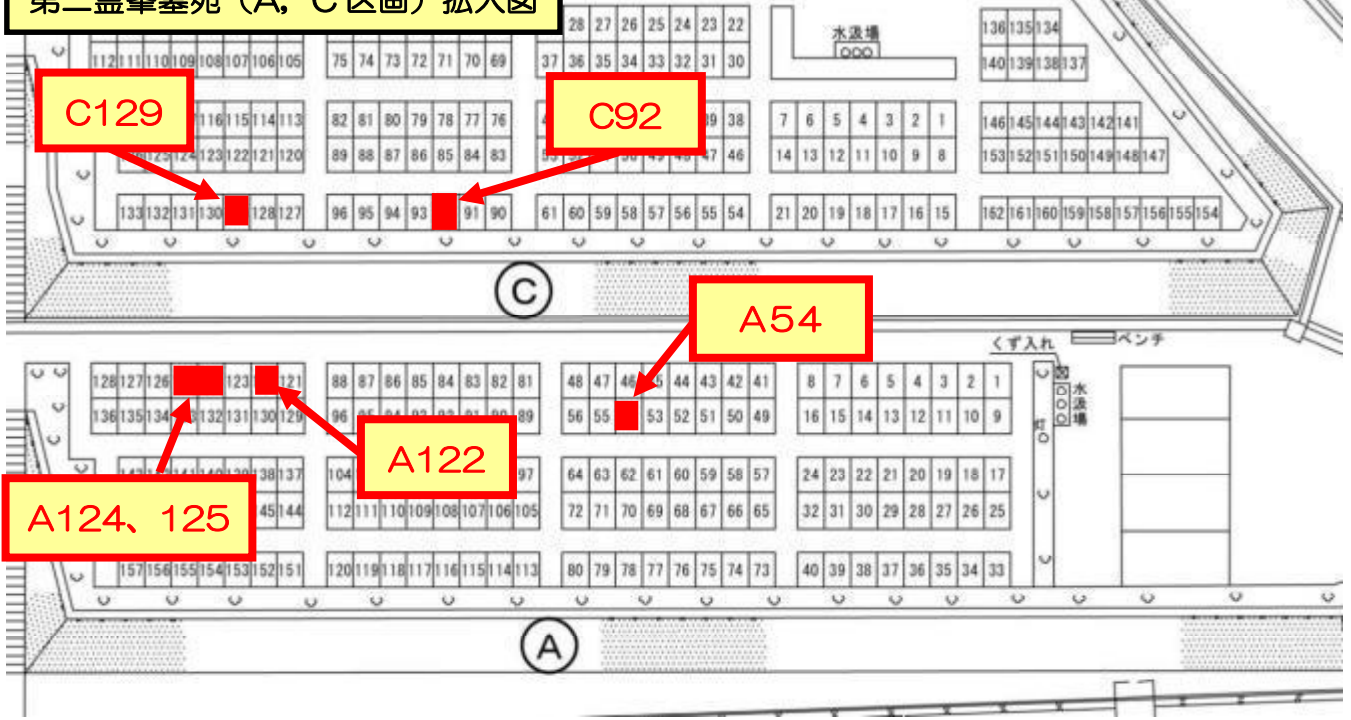 第二霊峯墓苑（A，C区画）拡大図
28 27 26 25 24 23 22
136 135 134
水汲場
112 111 110 109 108 107 106 105 75 74 73 72 71 70 69 37 36 35 34 33 32 31 30
140 139 138 137
C129
C92
116 115 114 113 82 81 80 79 78 77 76 39 38 7 6 5 4 3 2 1 146 145 144 143 142 141
125 124 123 122 121 120 89 88 87 86 85 84 83 47 46 14 13 12 11 10 9 8 153 152 151 150 149 148 147
133 132 131 130 128 127 96 95 94 93 91 90 61 60 59 58 57 56 55 54 21 20 19 18 17 16 15 162 161 160 159 158 157 156 155 154
C
A54
くず入れ ベンチ
128 127 126 123 121 88 87 86 85 84 83 82 81 48 47 46 45 44 43 42 41 8 7 6 5 4 3 2 1
水汲場
136 135 134 132 131 130 129 96 89 56 55 53 52 51 50 49 16 15 14 13 12 11 10 9
灯
A122
138 137 104 97 64 63 62 61 60 59 58 57 24 23 22 21 20 19 18 17
A124、125
145 144 112 111 110 109 108 107 106 105 72 71 70 69 68 67 66 65 32 31 30 29 28 27 26 25
157 156 155 154 153 152 151 120 119 118 117 116 115 114 113 80 79 78 77 76 75 74 73 40 39 38 37 36 35 34 33
A